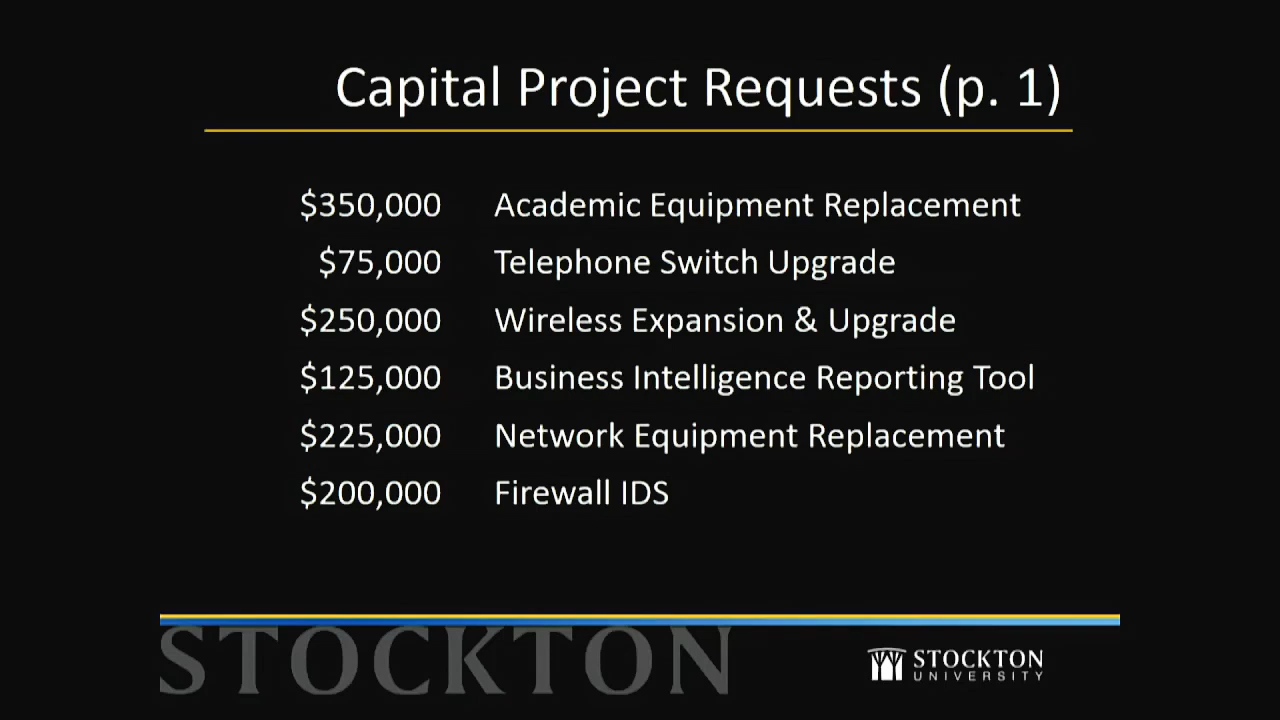 Capital Project Requests (p. 1)
$350,000 Academic Equipment Replacement
$75,000 Telephone Switch Upgrade
$250,000 Wireless Expansion & Upgrade
$125,000 Business Intelligence Reporting Tool
$225,000 Network Equipment Replacement
$200,000 Firewall IDS
STOCKTON
STOCKTON
UNIVERSITY